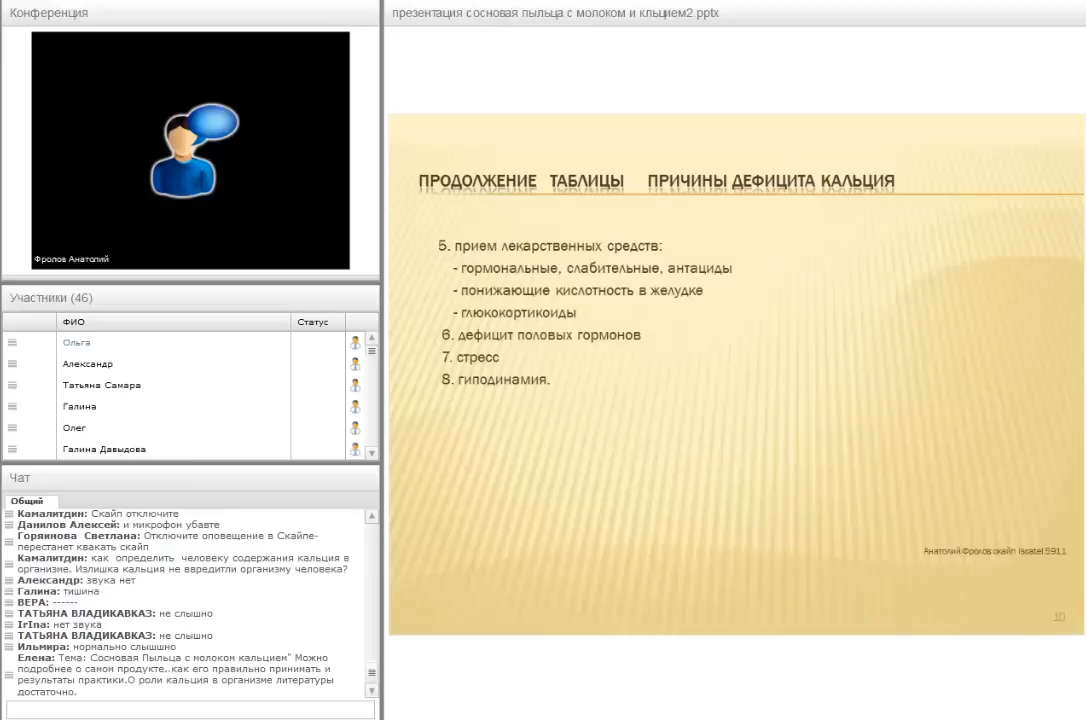 Конференция
Фролов Анатолий
Участники (46)
ФИО Статус
Ольга
Александр
Татьяна Самара
Галина
Олег
Галина Давыдова
Чат
Общий
Камалитдин: Скайп отключите
Данилов Алексей: и микрофон убавте
Горяинова Светлана: Отключите оповещение в Скайпе-
перестанет квакать скайп
Камалитдин: как определить человеку содержания кальция в
организме. Излишка кальция не ввредитли организму человека?
Александр: звука нет
Галина: тишина
ВЕРА: ------
ТАТЬЯНА ВЛАДИКАВКАЗ: не слышно
IrIna: нет звука
ТАТЬЯНА ВЛАДИКАВКАЗ: не слышно
Ильмира: нормально слышшно
Елена: Тема: Сосновая Пыльца с молоком кальцием" Можно
подробнее о самом продукте..как его правильно принимать и
результаты практики.О роли кальция в организме литературы
достаточно.
презентация сосновая пыльца с молоком и кльцием2.pptx
ПРОДОЛЖЕНИЕ ТАБЛИЦЫ ПРИЧИНЫ ДЕФИЦИТА КАЛЬЦИЯ
5. прием лекарственных средств:
- гормональные, слабительные, антациды
- понижающие кислотность в желудке
- глюкокортикоиды
6. дефицит половых гормонов
7. стресс
8. гиподинамия.
Анатолий Фролов скайп isatel5911
10